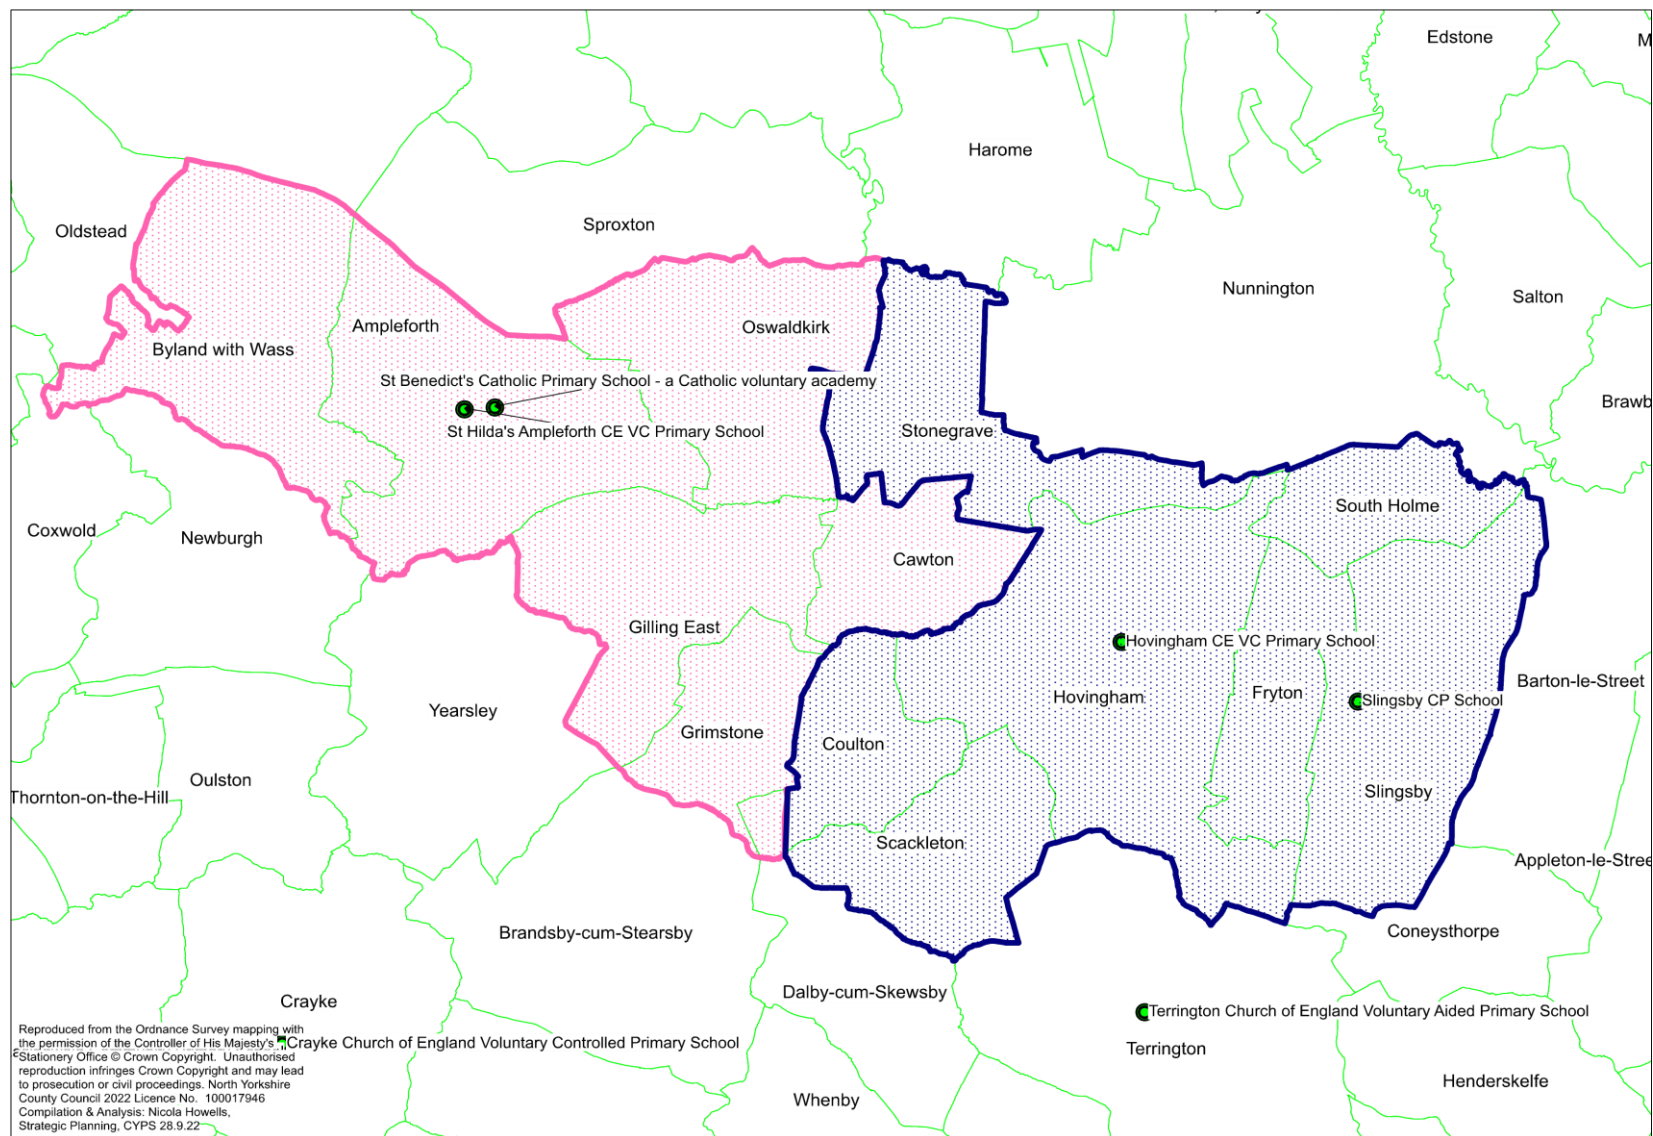 Edstone
Harome
Oldstead
Sproxton
Nunnington
Salton
Ampleforth
Oswaldkirk
Byland with Wass
St Benedict's Catholic Primary School - a Catholic voluntary academy
Brawb
St Hilda's Ampleforth CE VC Primary School
Stonegrave
South Holme
Coxwold
Newburgh
Cawton
Gilling East
Hovingham CE VC Primary School
Barton-le-Street
Fryton
Hovingham
Slingsby CP School
Yearsley
Grimstone
Coulton
Oulston
Slingsby
Thornton-on-the-Hill
Scackleton
Appleton-le-Stree
Brandsby-cum-Stearsby
Coneysthorpe
Dalby-cum-Skewsby
Crayke
Terrington Church of England Voluntary Aided Primary School
Crayke Church of England Voluntary Controlled Primary School
Terrington
Henderskelfe
Whenby
Reproduced from the Ordnance Survey mapping with
the permission of the Controller of His Majesty's
Stationery Office © Crown Copyright. Unauthorised
reproduction infringes Crown Copyright and may lead
to prosecution or civil proceedings. North Yorkshire
County Council 2022 Licence No. 100017946
Compilation & Analysis: Nicola Howells,
Strategic Planning, CYPS 28.9.22